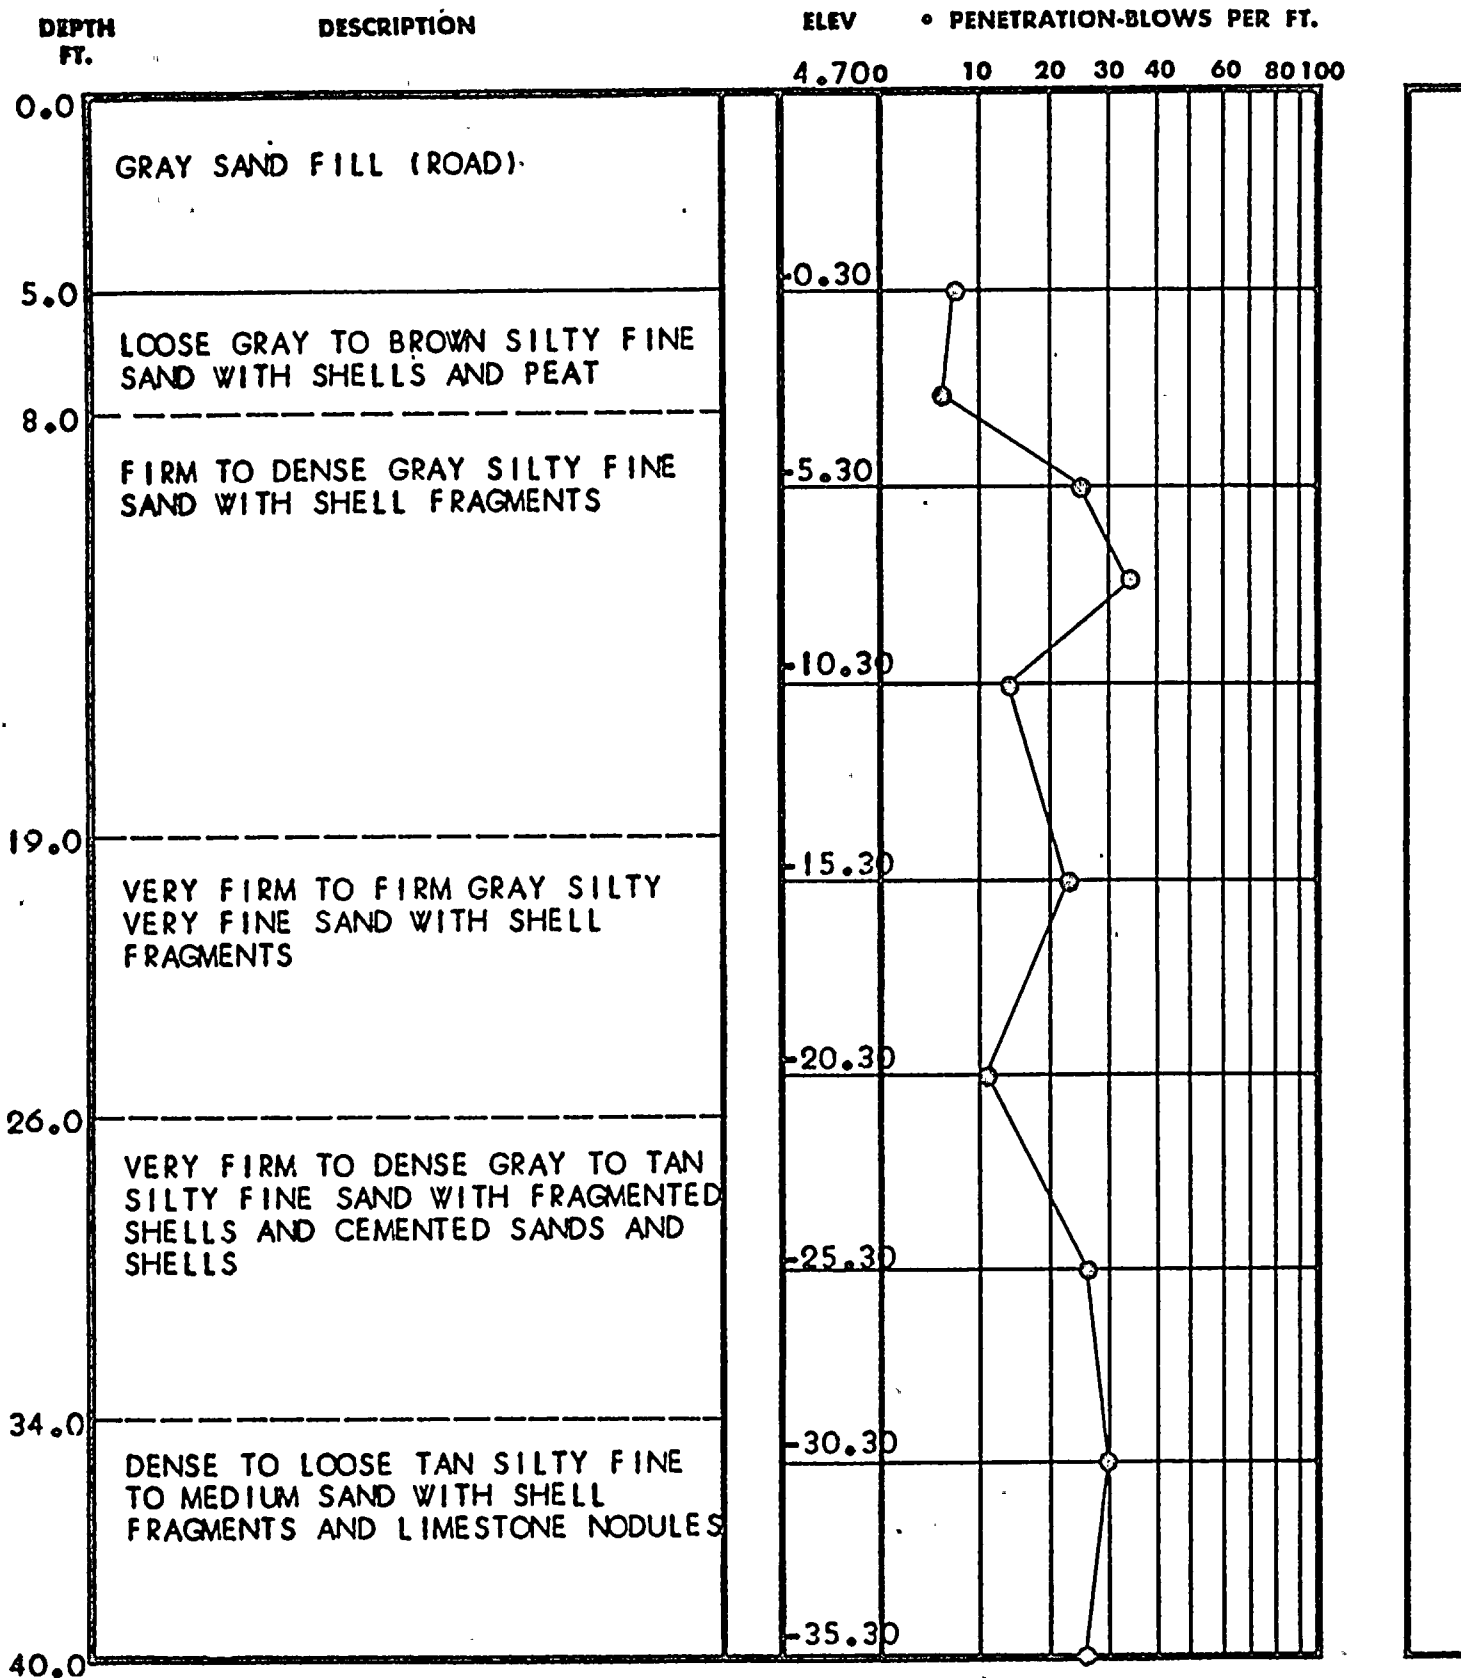 DEPTH FT.
DESCRIPTION
ELEV
PENETRATION-BLOWS PER FT.
4.70 0 10 20 30 40 60 80 100
0.0
GRAY SAND FILL (ROAD)
-0.30
5.0
LOOSE GRAY TO BROWN SILTY FINE
SAND WITH SHELLS AND PEAT
8.0
FIRM TO DENSE GRAY SILTY FINE
SAND WITH SHELL FRAGMENTS
-5.30
-10.30
19.0
-15.30
VERY FIRM TO FIRM GRAY SILTY
VERY FINE SAND WITH SHELL
FRAGMENTS
-20.30
26.0
VERY FIRM TO DENSE GRAY TO TAN
SILTY FINE SAND WITH FRAGMENTED
SHELLS AND CEMENTED SANDS AND
SHELLS
-25.30
34.0
-30.30
DENSE TO LOOSE TAN SILTY FINE
TO MEDIUM SAND WITH SHELL
FRAGMENTS AND LIMESTONE NODULES
-35.30
40.0